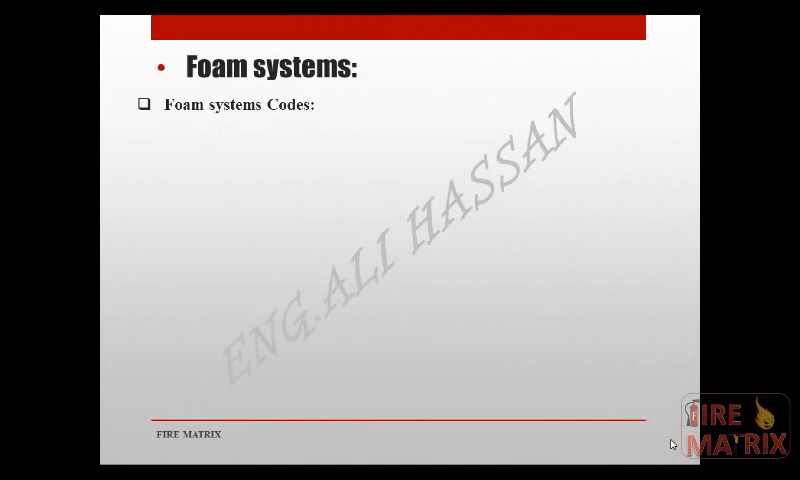 Foam systems:
Foam systems Codes:
ENG.ALI HASSAN
FIRE MATRIX
FIRE
MATRIX